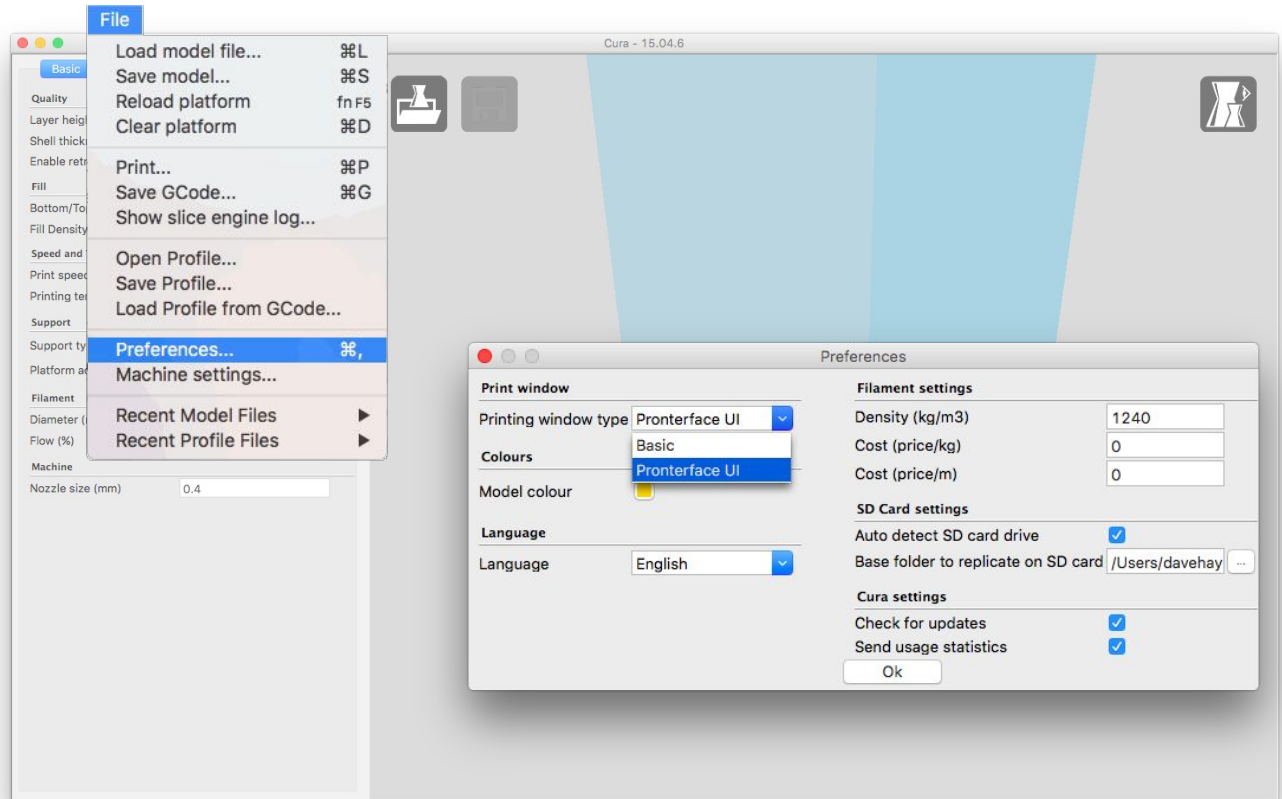 File
Cura - 15.04.6
Load model file... ⌘L
Save model... ⌘S
Reload platform fn F5
Clear platform ⌘D
Print... ⌘P
Save GCode... ⌘G
Show slice engine log...
Open Profile...
Save Profile...
Load Profile from GCode...
Preferences... ⌘,
Machine settings...
Recent Model Files
Recent Profile Files
Basic
Quality
Layer heig
Shell thick
Enable retr
Fill
Bottom/To
Fill Density
Speed and
Print speed
Printing te
Support
Support ty
Platform a
Filament
Diameter (
Flow (%)
Machine
Nozzle size (mm) 0.4
Preferences
Print window
Printing window type Pronterface UI
Basic
Pronterface UI
Colours
Model colour
Language
Language English
Filament settings
Density (kg/m3) 1240
Cost (price/kg) 0
Cost (price/m) 0
SD Card settings
Auto detect SD card drive
Base folder to replicate on SD card /Users/davehay ...
Cura settings
Check for updates
Send usage statistics
Ok